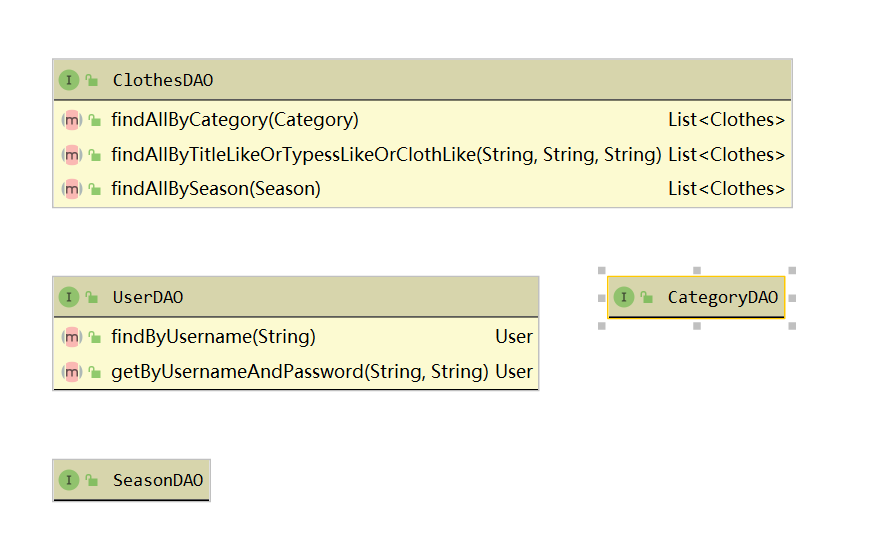 I ClothesDAO
m findAllByCategory(Category) List<Clothes>
m findAllByTitleLikeOrTypessLikeOrClothLike(String, String, String) List<Clothes>
m findAllBySeason(Season) List<Clothes>
I UserDAO
m findByUsername(String) User
m getByUsernameAndPassword(String, String) User
I CategoryDAO
I SeasonDAO